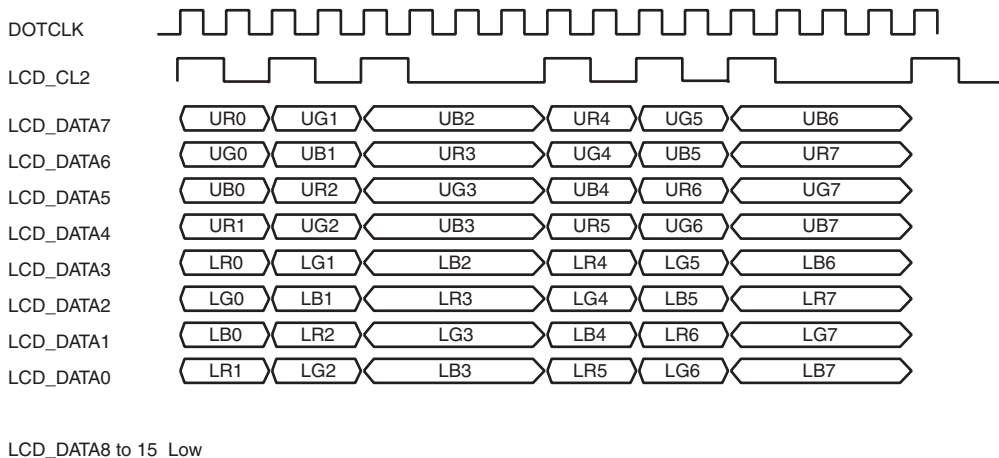 DOTCLK
LCD_CL2
LCD_DATA7 UR0 UG1 UB2 UR4 UG5 UB6
LCD_DATA6 UG0 UB1 UR3 UG4 UB5 UR7
LCD_DATA5 UB0 UR2 UG3 UB4 UR6 UG7
LCD_DATA4 UR1 UG2 UB3 UR5 UG6 UB7
LCD_DATA3 LR0 LG1 LB2 LR4 LG5 LB6
LCD_DATA2 LG0 LB1 LR3 LG4 LB5 LR7
LCD_DATA1 LB0 LR2 LG3 LB4 LR6 LG7
LCD_DATA0 LR1 LG2 LB3 LR5 LG6 LB7
LCD_DATA8 to 15 Low